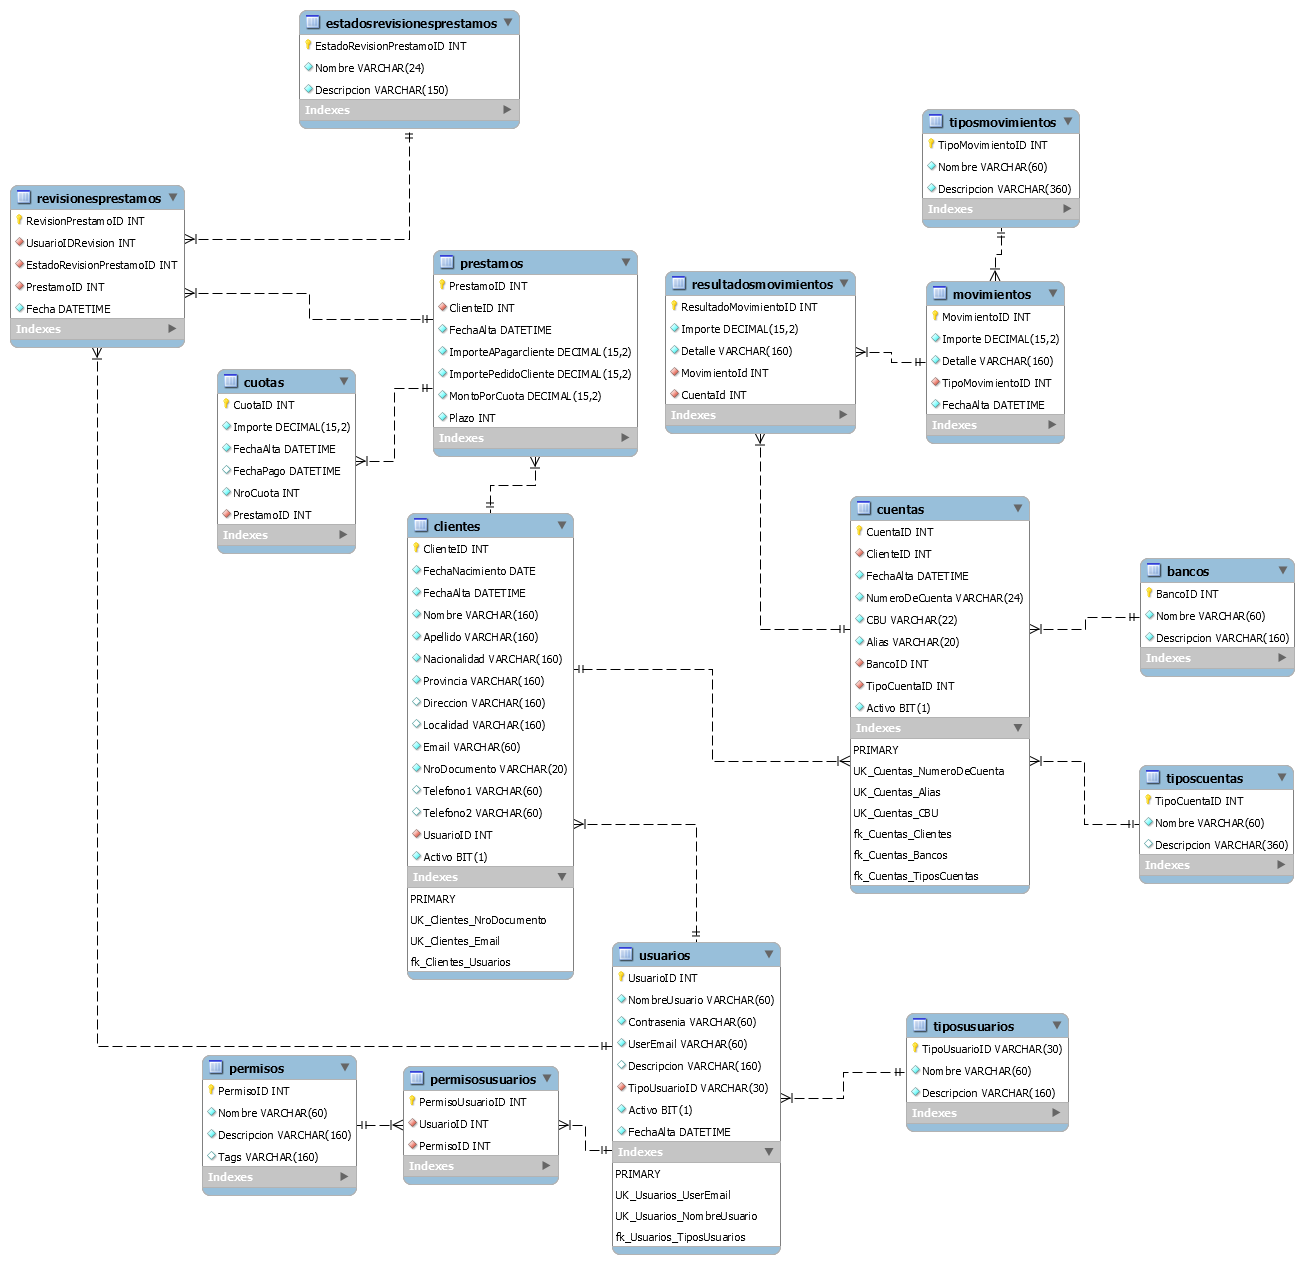 estadosrevisionesprestamos
EstadoRevisionPrestamoID INT
Nombre VARCHAR(24)
Descripcion VARCHAR(150)
Indexes
tiposmovimientos
TipoMovimientoID INT
Nombre VARCHAR(60)
Descripcion VARCHAR(360)
Indexes
revisionesprestamos
RevisionPrestamoID INT
UsuarioIDRevision INT
EstadoRevisionPrestamoID INT
PrestamoID INT
Fecha DATETIME
Indexes
prestamos
PrestamoID INT
ClienteID INT
FechaAlta DATETIME
ImporteAPagarcliente DECIMAL(15,2)
ImportePedidoCliente DECIMAL(15,2)
MontoPorCuota DECIMAL(15,2)
Plazo INT
Indexes
resultadosmovimientos
ResultadoMovimientoID INT
Importe DECIMAL(15,2)
Detalle VARCHAR(160)
MovimientoId INT
CuentaId INT
Indexes
movimientos
MovimientoID INT
Importe DECIMAL(15,2)
Detalle VARCHAR(160)
TipoMovimientoID INT
FechaAlta DATETIME
Indexes
cuotas
CuotaID INT
Importe DECIMAL(15,2)
FechaAlta DATETIME
FechaPago DATETIME
NroCuota INT
PrestamoID INT
Indexes
clientes
ClienteID INT
FechaNacimiento DATE
FechaAlta DATETIME
Nombre VARCHAR(160)
Apellido VARCHAR(160)
Nacionalidad VARCHAR(160)
Provincia VARCHAR(160)
Direccion VARCHAR(160)
Localidad VARCHAR(160)
Email VARCHAR(60)
NroDocumento VARCHAR(20)
Telefono1 VARCHAR(60)
Telefono2 VARCHAR(60)
UsuarioID INT
Activo BIT(1)
Indexes
PRIMARY
UK_Clientes_NroDocumento
UK_Clientes_Email
fk_Clientes_Usuarios
cuentas
CuentaID INT
ClienteID INT
FechaAlta DATETIME
NumeroDeCuenta VARCHAR(24)
CBU VARCHAR(22)
Alias VARCHAR(20)
BancoID INT
TipoCuentaID INT
Activo BIT(1)
Indexes
PRIMARY
UK_Cuentas_NumeroDeCuenta
UK_Cuentas_Alias
UK_Cuentas_CBU
fk_Cuentas_Clientes
fk_Cuentas_Bancos
fk_Cuentas_TiposCuentas
bancos
BancoID INT
Nombre VARCHAR(60)
Descripcion VARCHAR(160)
Indexes
tiposcuentas
TipoCuentaID INT
Nombre VARCHAR(60)
Descripcion VARCHAR(360)
Indexes
usuarios
UsuarioID INT
NombreUsuario VARCHAR(60)
Contrasenia VARCHAR(60)
UserEmail VARCHAR(60)
Descripcion VARCHAR(160)
TipoUsuarioID VARCHAR(30)
Activo BIT(1)
FechaAlta DATETIME
Indexes
PRIMARY
UK_Usuarios_UserEmail
UK_Usuarios_NombreUsuario
fk_Usuarios_TiposUsuarios
tiposusuarios
TipoUsuarioID VARCHAR(30)
Nombre VARCHAR(60)
Descripcion VARCHAR(160)
Indexes
permisos
PermisoID INT
Nombre VARCHAR(60)
Descripcion VARCHAR(160)
Tags VARCHAR(160)
Indexes
permisosusuarios
PermisoUsuarioID INT
UsuarioID INT
PermisoID INT
Indexes